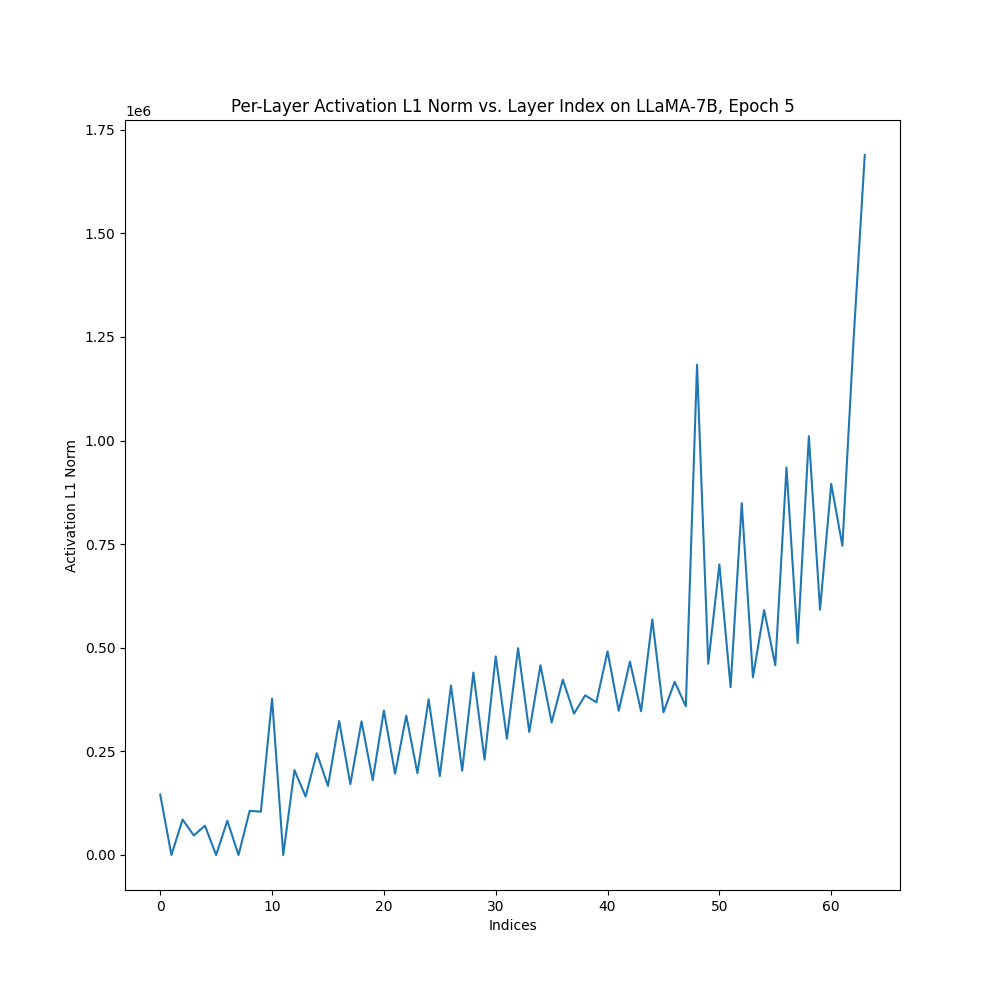 Per-Layer Activation L1 Norm vs. Layer Index on LLaMA-7B, Epoch 5
1e6
1.75
1.50
1.25
1.00
0.75
0.50
0.25
0.00
Activation L1 Norm
0 10 20 30 40 50 60
Indices